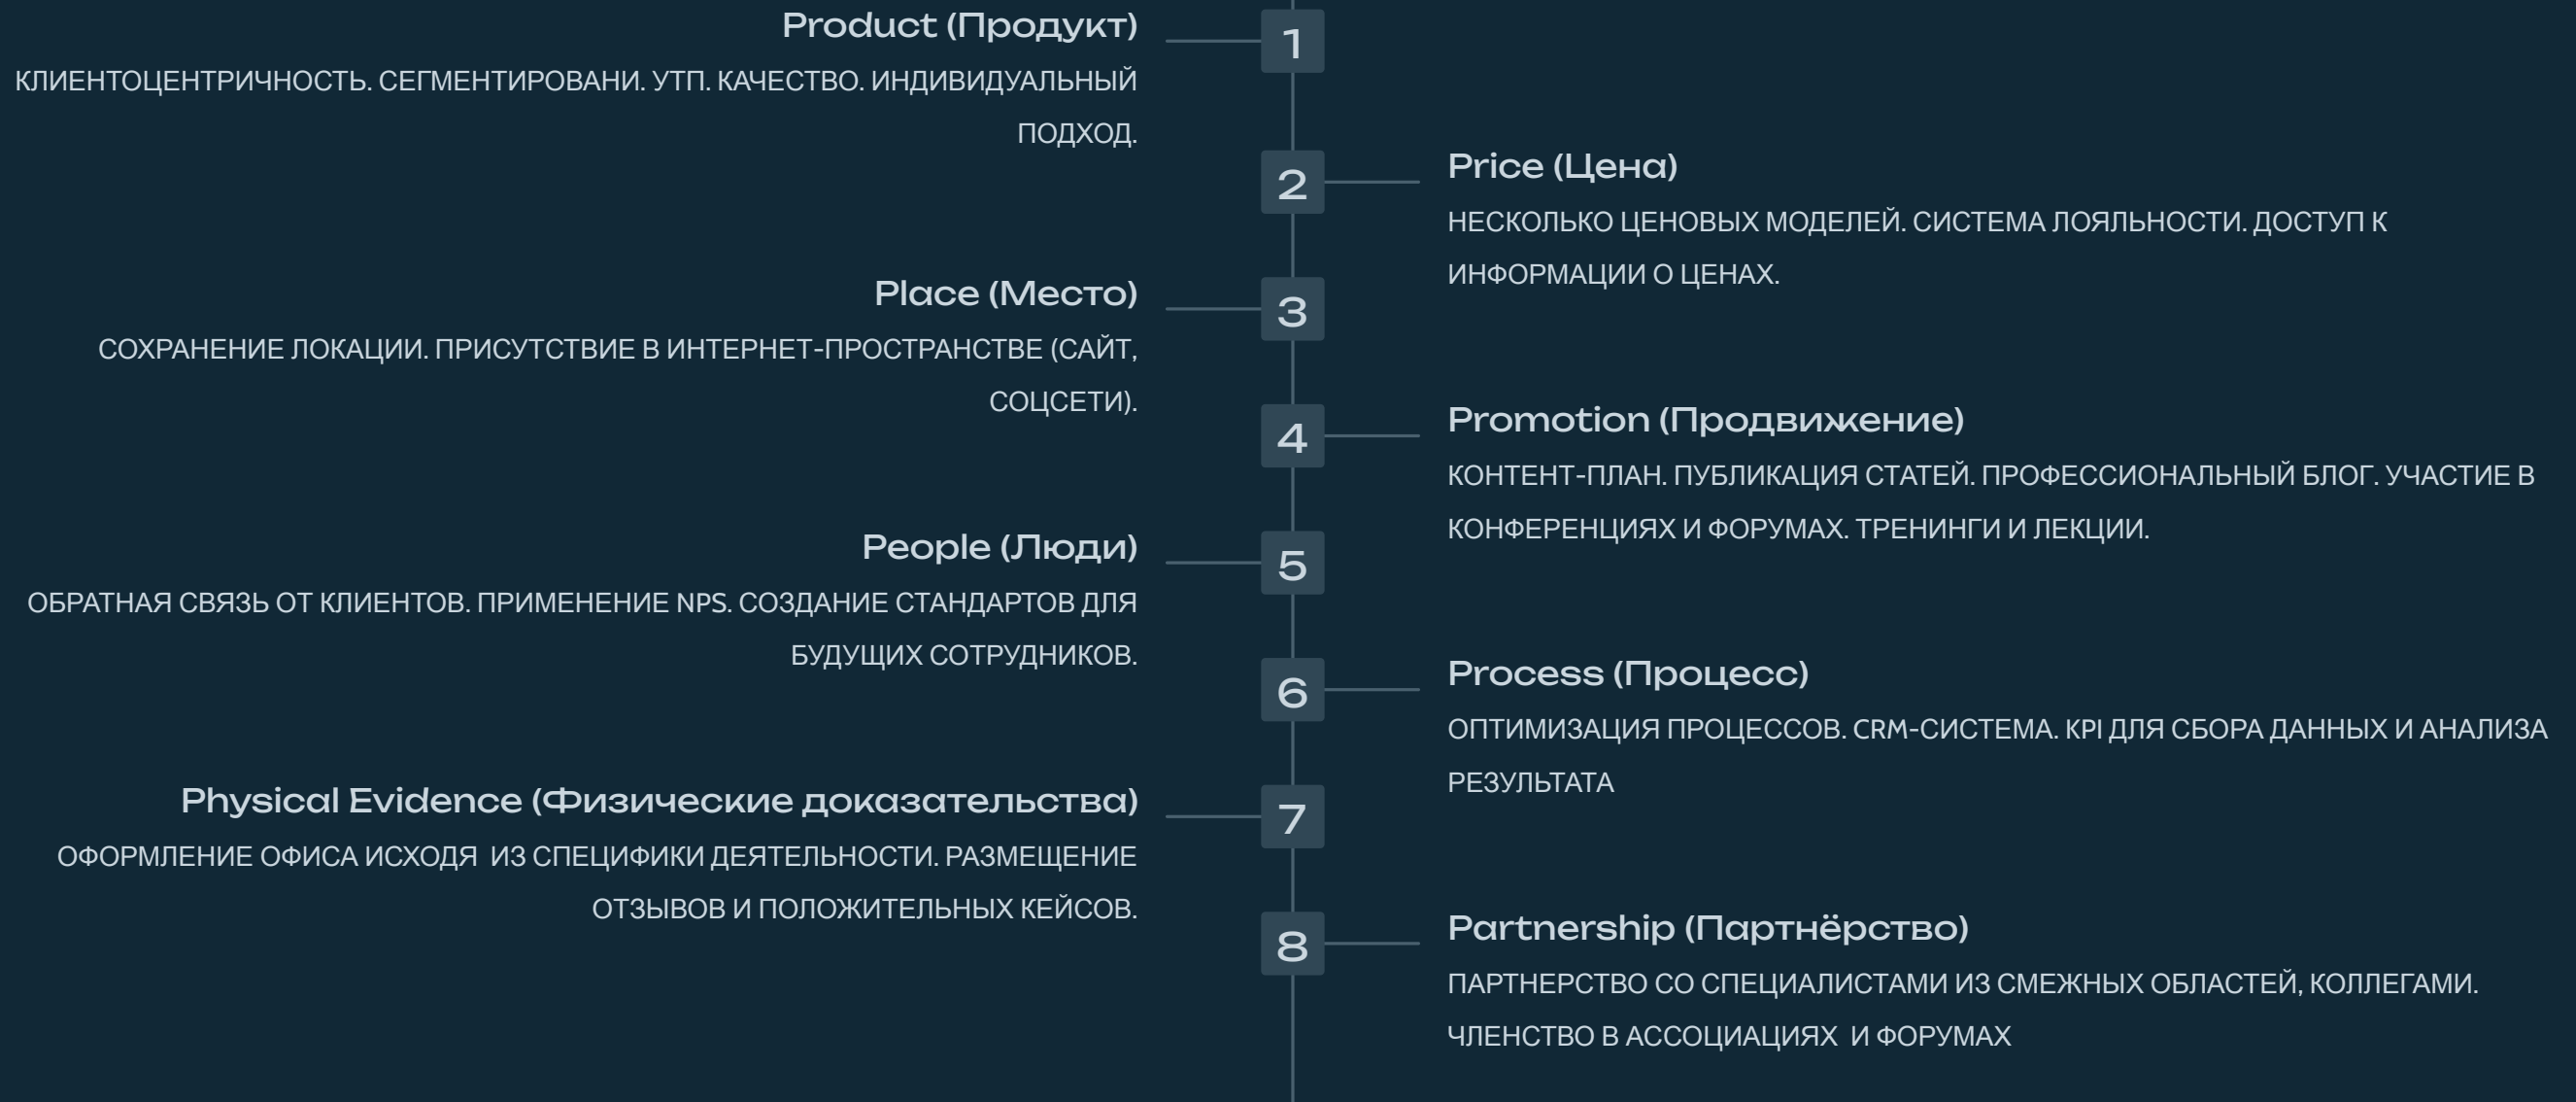 Product (Продукт)
КЛИЕНТОЦЕНТРИЧНОСТЬ. СЕГМЕНТИРОВАНИ. УТП. КАЧЕСТВО. ИНДИВИДУАЛЬНЫЙ
ПОДХОД.
1
2
Price (Цена)
НЕСКОЛЬКО ЦЕНОВЫХ МОДЕЛЕЙ. СИСТЕМА ЛОЯЛЬНОСТИ. ДОСТУП К
ИНФОРМАЦИИ О ЦЕНАХ.
Place (Место)
СОХРАНЕНИЕ ЛОКАЦИИ. ПРИСУТСТВИЕ В ИНТЕРНЕТ-ПРОСТРАНСТВЕ (САЙТ,
СОЦСЕТИ).
3
4
Promotion (Продвижение)
КОНТЕНТ-ПЛАН. ПУБЛИКАЦИЯ СТАТЕЙ. ПРОФЕССИОНАЛЬНЫЙ БЛОГ. УЧАСТИЕ В
КОНФЕРЕНЦИЯХ И ФОРУМАХ. ТРЕНИНГИ И ЛЕКЦИИ.
People (Люди)
ОБРАТНАЯ СВЯЗЬ ОТ КЛИЕНТОВ. ПРИМЕНЕНИЕ NPS. СОЗДАНИЕ СТАНДАРТОВ ДЛЯ
БУДУЩИХ СОТРУДНИКОВ.
5
6
Process (Процесс)
ОПТИМИЗАЦИЯ ПРОЦЕССОВ. CRM-СИСТЕМА. KPI ДЛЯ СБОРА ДАННЫХ И АНАЛИЗА
РЕЗУЛЬТАТА
Physical Evidence (Физические доказательства)
ОФОРМЛЕНИЕ ОФИСА ИСХОДЯ  ИЗ СПЕЦИФИКИ ДЕЯТЕЛЬНОСТИ. РАЗМЕЩЕНИЕ
ОТЗЫВОВ И ПОЛОЖИТЕЛЬНЫХ КЕЙСОВ.
7
8
Partnership (Партнёрство)
ПАРТНЕРСТВО СО СПЕЦИАЛИСТАМИ ИЗ СМЕЖНЫХ ОБЛАСТЕЙ, КОЛЛЕГАМИ.
ЧЛЕНСТВО В АССОЦИАЦИЯХ  И ФОРУМАХ